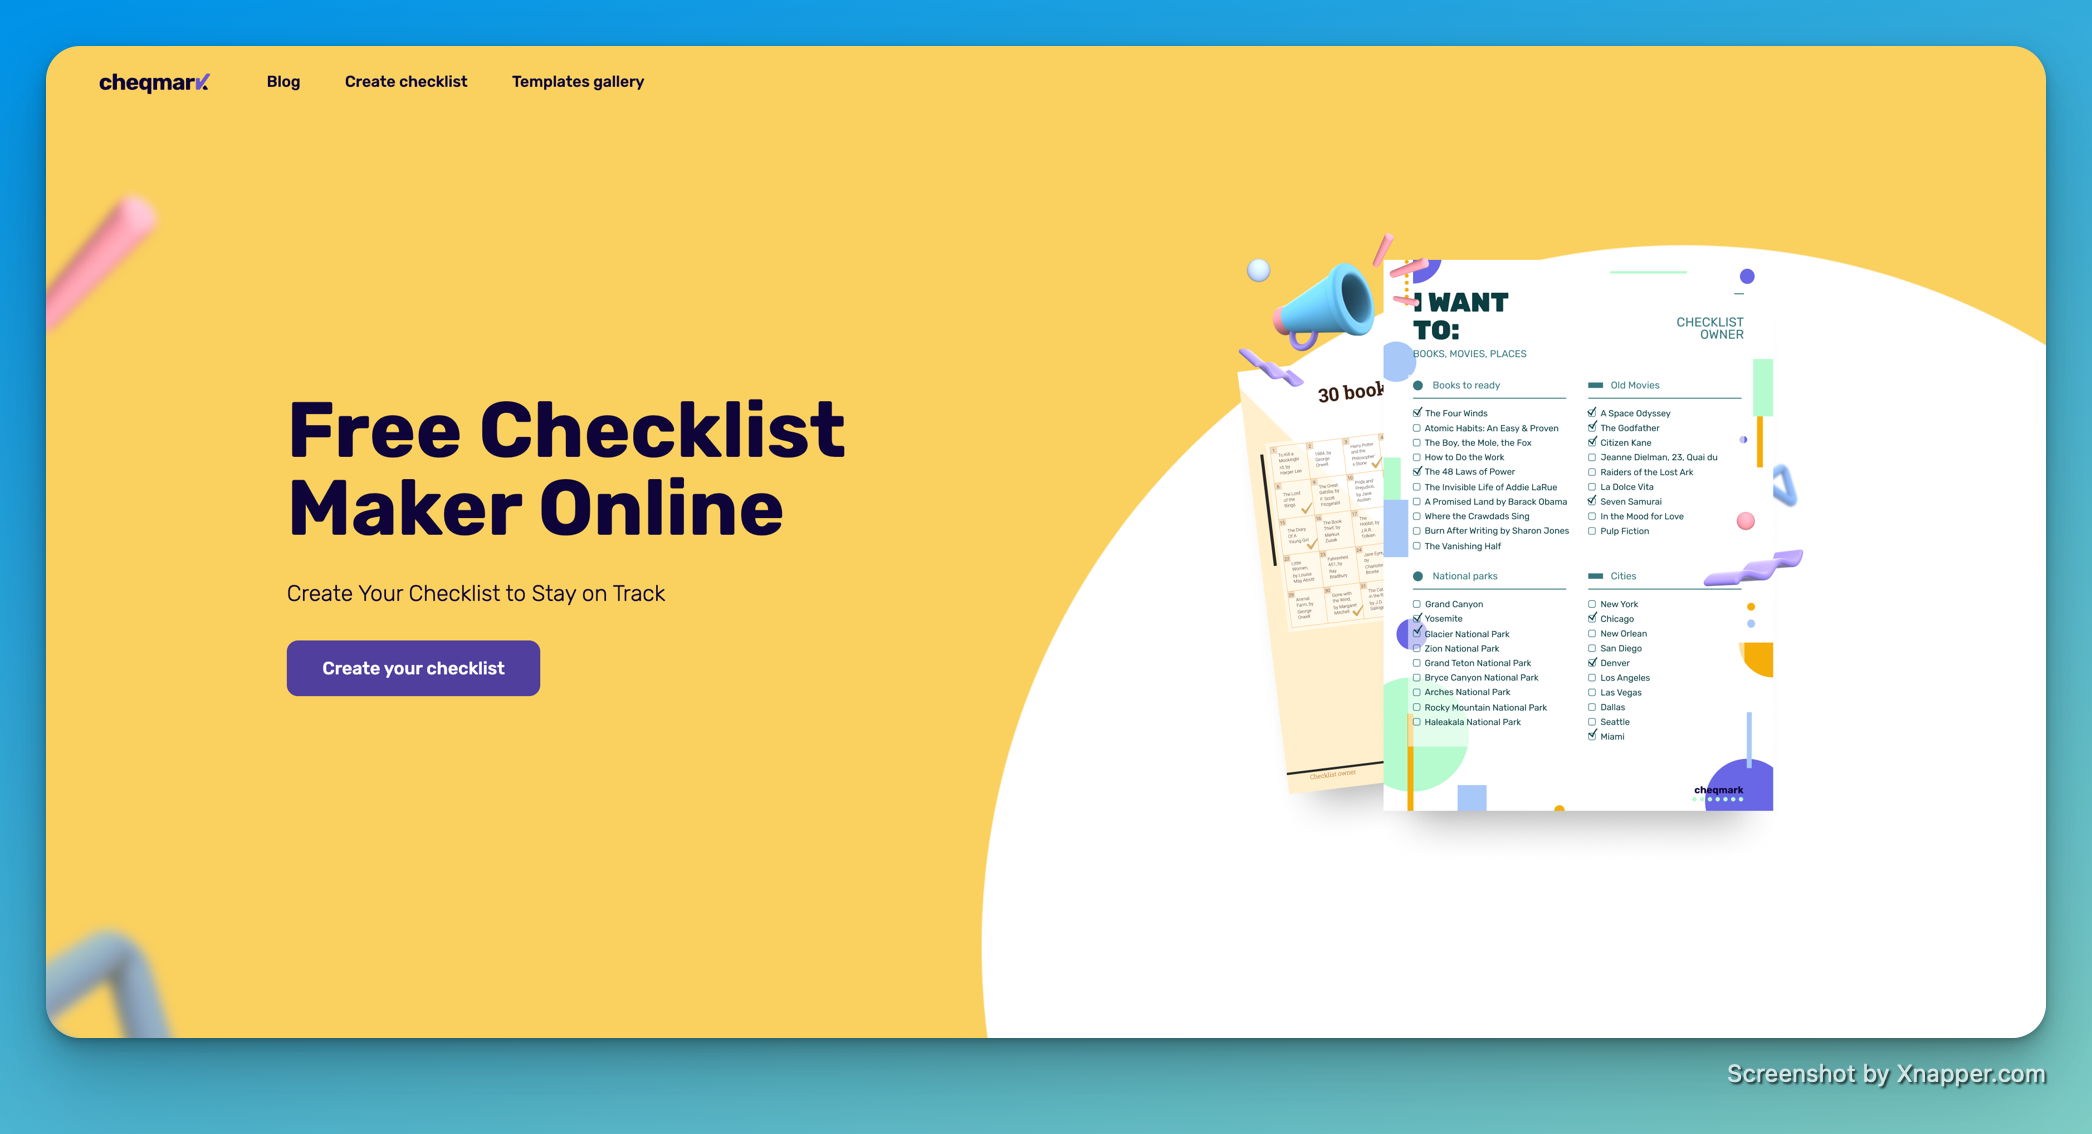 cheqmark
Blog
Create checklist
Templates gallery
Free Checklist
Maker Online
Create Your Checklist to Stay on Track
Create your checklist
30 book
Checklist owner
I WANT
TO:
BOOKS, MOVIES, PLACES
CHECKLIST
OWNER
Books to ready
The Four Winds
Atomic Habits: An Easy & Proven
The Boy, the Mole, the Fox
How to Do the Work
The 48 Laws of Power
The Invisible Life of Addie LaRue
A Promised Land by Barack Obama
Where the Crawdads Sing
Burn After Writing by Sharon Jones
The Vanishing Half
Old Movies
A Space Odyssey
The Godfather
Citizen Kane
Jeanne Dielman, 23, Quai du
Raiders of the Lost Ark
La Dolce Vita
Seven Samurai
In the Mood for Love
Pulp Fiction
National parks
Grand Canyon
Yosemite
Glacier National Park
Zion National Park
Grand Teton National Park
Bryce Canyon National Park
Arches National Park
Rocky Mountain National Park
Haleakala National Park
Cities
New York
Chicago
New Orlean
San Diego
Denver
Los Angeles
Las Vegas
Dallas
Seattle
Miami
cheqmark
Screenshot by Xnapper.com